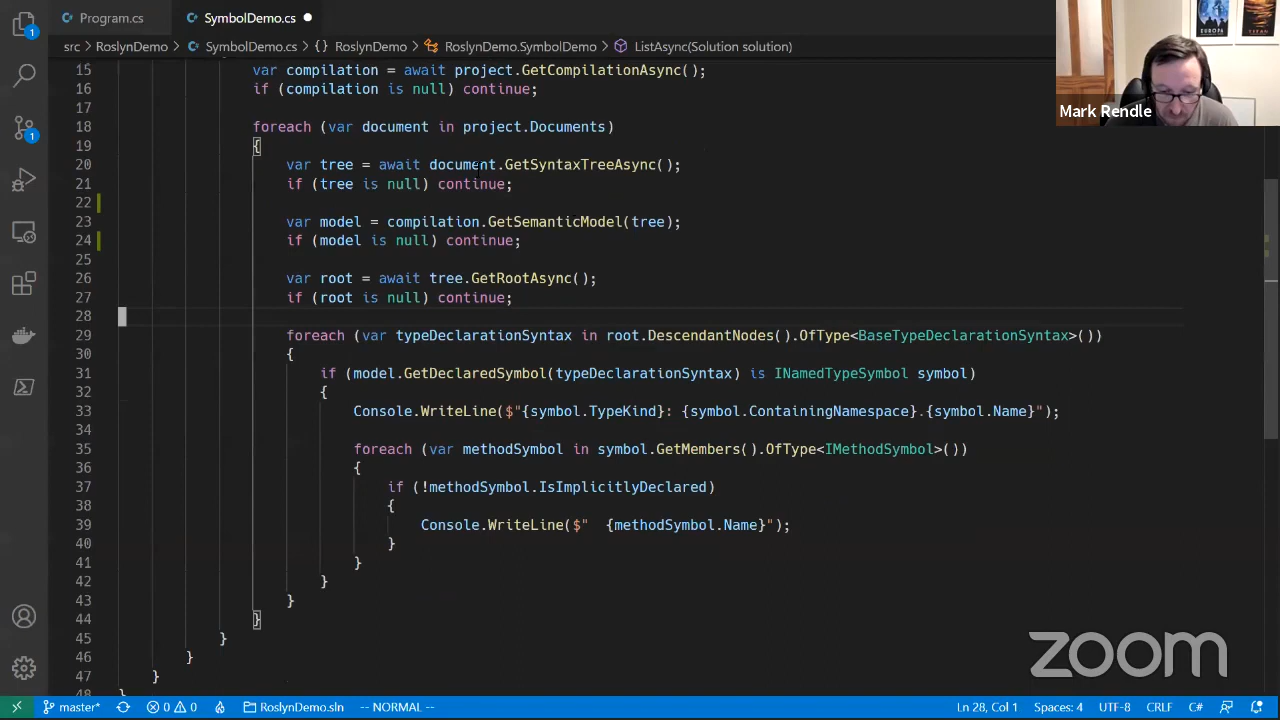 Program.cs
SymbolDemo.cs
EUROPA
TITAN
Mark Rendle
src > RoslynDemo > SymbolDemo.cs > {} RoslynDemo > RoslynDemo.SymbolDemo > ListAsync(Solution solution)
15 var compilation = await project.GetCompilationAsync();
16 if (compilation is null) continue;
17
18 foreach (var document in project.Documents)
19 {
20 var tree = await document.GetSyntaxTreeAsync();
21 if (tree is null) continue;
22
23 var model = compilation.GetSemanticModel(tree);
24 if (model is null) continue;
25
26 var root = await tree.GetRootAsync();
27 if (root is null) continue;
28
29 foreach (var typeDeclarationSyntax in root.DescendantNodes().OfType<BaseTypeDeclarationSyntax>())
30 {
31 if (model.GetDeclaredSymbol(typeDeclarationSyntax) is INamedTypeSymbol symbol)
32 {
33 Console.WriteLine($"{symbol.TypeKind}: {symbol.ContainingNamespace}.{symbol.Name}");
34
35 foreach (var methodSymbol in symbol.GetMembers().OfType<IMethodSymbol>())
36 {
37 if (!methodSymbol.IsImplicitlyDeclared)
38 {
39 Console.WriteLine($"  {methodSymbol.Name}");
40 }
41 }
42 }
43 }
44 }
45 }
46 }
47 }
48 }
1
1
zoom
master* 0 0 RoslynDemo.sln -- NORMAL -- Ln 28, Col 1 Spaces: 4 UTF-8 CRLF C#